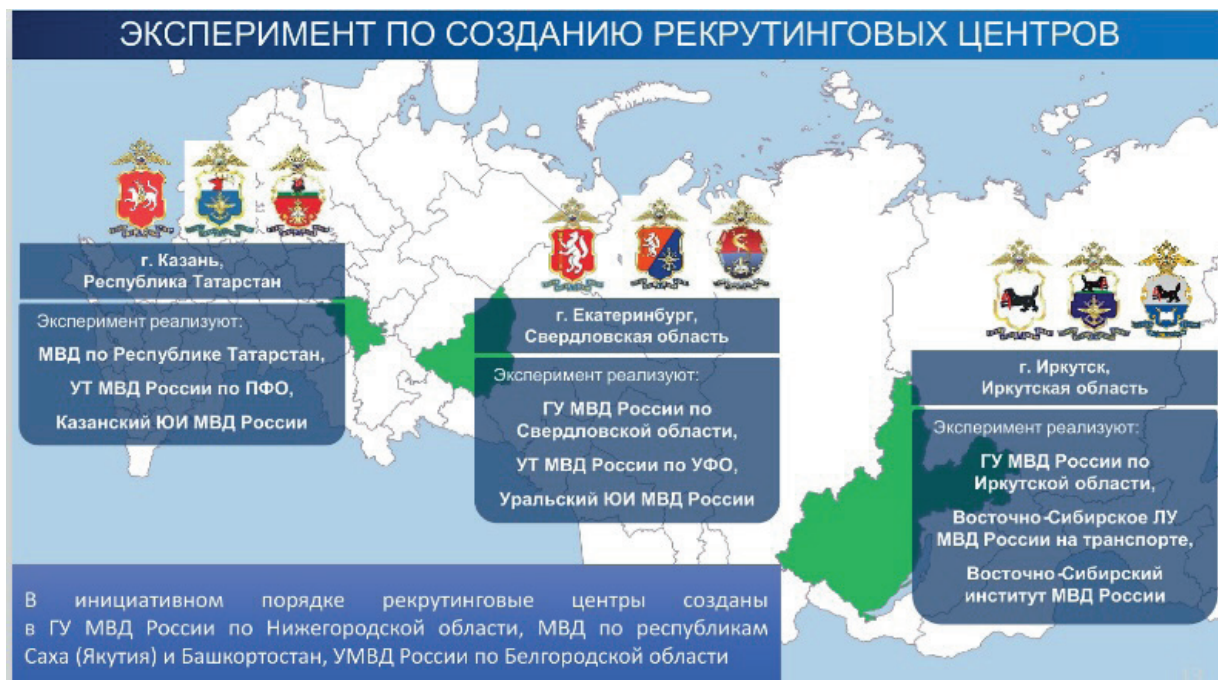 ЭКСПЕРИМЕНТ ПО СОЗДАНИЮ РЕКРУТИНГОВЫХ ЦЕНТРОВ
г. Казань,
Республика Татарстан
Эксперимент реализуют:
МВД по Республике Татарстан,
УТ МВД России по ПФО,
Казанский ЮИ МВД России
г. Екатеринбург,
Свердловская область
Эксперимент реализуют:
ГУ МВД России по
Свердловской области,
УТ МВД России по УФО,
Уральский ЮИ МВД России
г. Иркутск,
Иркутская область
Эксперимент реализуют:
ГУ МВД России по
Иркутской области,
Восточно-Сибирское ЛУ
МВД России на транспорте,
Восточно-Сибирский
институт МВД России
В инициативном порядке рекрутинговые центры созданы
в ГУ МВД России по Нижегородской области, МВД по республикам
Саха (Якутия) и Башкортостан, УМВД России по Белгородской области